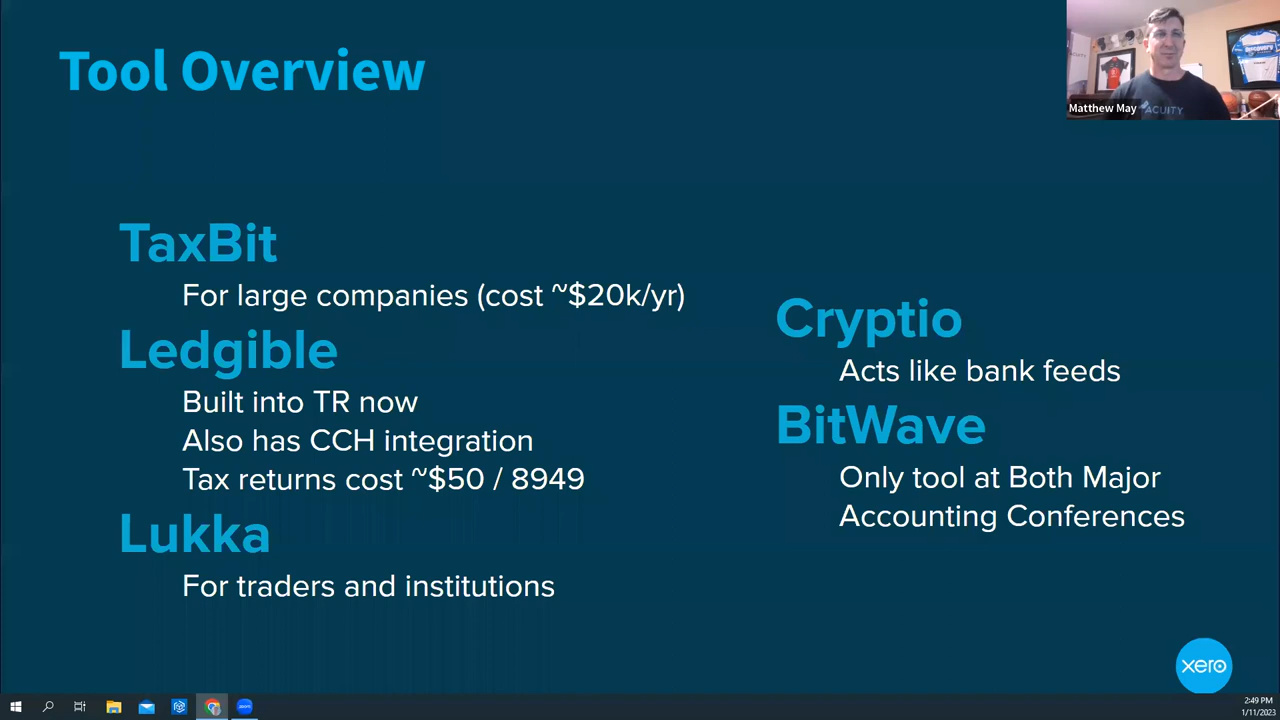 Tool Overview
Matthew May
ACUITY
TaxBit
For large companies (cost ~$20k/yr)
Ledgible
Built into TR now
Also has CCH integration
Tax returns cost ~$50 / 8949
Lukka
For traders and institutions
Cryptio
Acts like bank feeds
BitWave
Only tool at Both Major
Accounting Conferences
xero
2:49 PM
1/11/2023